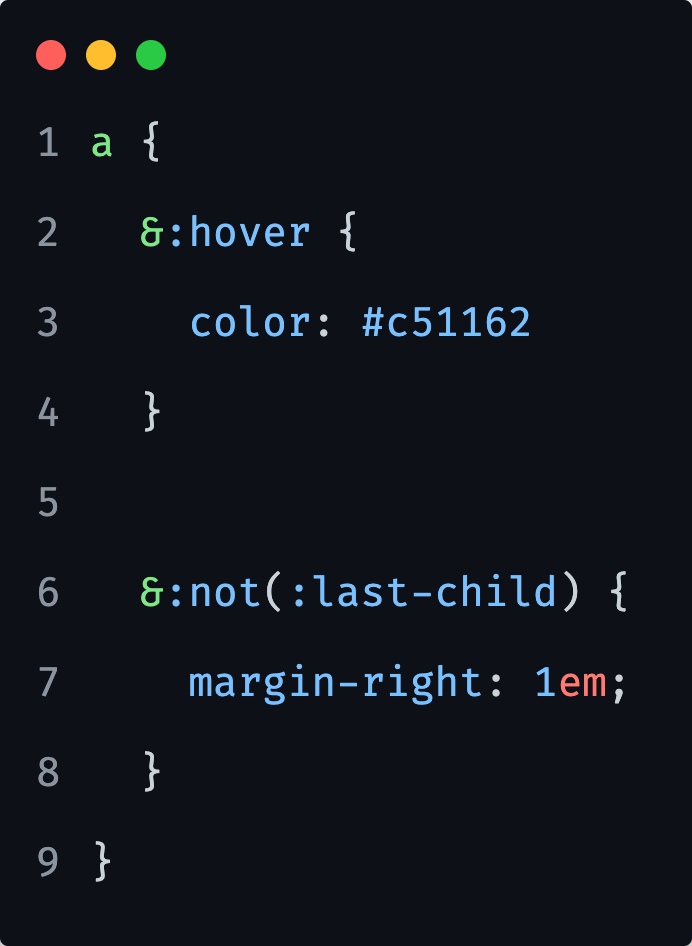 1 a {
2   &:hover {
3     color: #c51162
4   }
5
6   &:not(:last-child) {
7     margin-right: 1em;
8   }
9 }